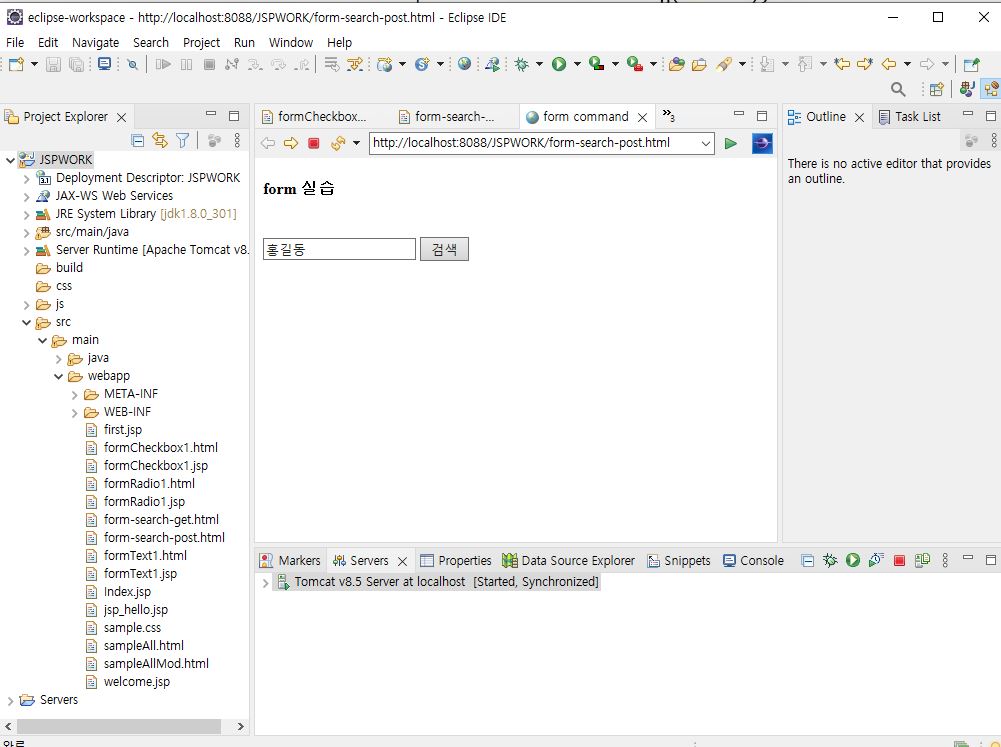 eclipse-workspace - http://localhost:8088/JSPWORK/form-search-post.html - Eclipse IDE
File Edit Navigate Search Project Run Window Help
Project Explorer
JSPWORK
Deployment Descriptor: JSPWORK
JAX-WS Web Services
JRE System Library [jdk1.8.0_301]
src/main/java
Server Runtime [Apache Tomcat v8.
build
css
js
src
main
java
webapp
META-INF
WEB-INF
first.jsp
formCheckbox1.html
formCheckbox1.jsp
formRadio1.html
formRadio1.jsp
form-search-get.html
form-search-post.html
formText1.html
formText1.jsp
Index.jsp
jsp_hello.jsp
sample.css
sampleAll.html
sampleAllMod.html
welcome.jsp
Servers
formCheckbox... form-search-... form command 3
http://localhost:8088/JSPWORK/form-search-post.html
form 실습
홍길동 검색
Outline Task List
There is no active editor that provides
an outline.
Markers Servers Properties Data Source Explorer Snippets Console
Tomcat v8.5 Server at localhost [Started, Synchronized]